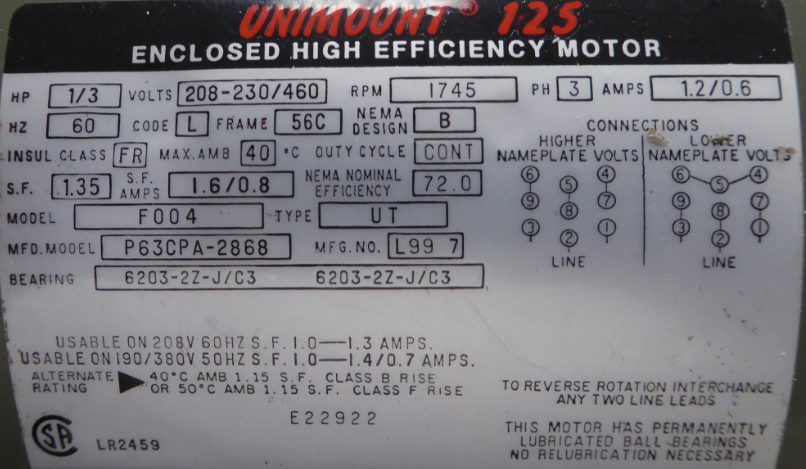 UNIMOUNT® 125
ENCLOSED HIGH EFFICIENCY MOTOR
HP 1/3 VOLTS 208-230/460 RPM 1745 PH 3 AMPS 1.2/0.6
HZ 60 CODE L FRAME 56C NEMA DESIGN B
INSUL CLASS FR MAX.AMB 40 °C DUTY CYCLE CONT
S.F. 1.35 S.F. AMPS 1.6/0.8 NEMA NOMINAL EFFICIENCY 72.0
MODEL F004 TYPE UT
MFD.MODEL P63CPA-2868 MFG.NO. L99 7
BEARING 6203-2Z-J/C3 6203-2Z-J/C3
CONNECTIONS
HIGHER NAMEPLATE VOLTS
6 5 4
9 8 7
3 2 1
LINE
LOWER NAMEPLATE VOLTS
6 5 4
9 8 7
3 2 1
LINE
USABLE ON 208V 60HZ S.F. 1.0—1.3 AMPS.
USABLE ON 190/380V 50HZ S.F. 1.0—1.4/0.7 AMPS.
ALTERNATE RATING ▶ 40°C AMB 1.15 S.F. CLASS B RISE
OR 50°C AMB 1.15 S.F. CLASS F RISE
E22922
SA
LR2459
TO REVERSE ROTATION INTERCHANGE
ANY TWO LINE LEADS
THIS MOTOR HAS PERMANENTLY
LUBRICATED BALL BEARINGS
NO RELUBRICATION NECESSARY